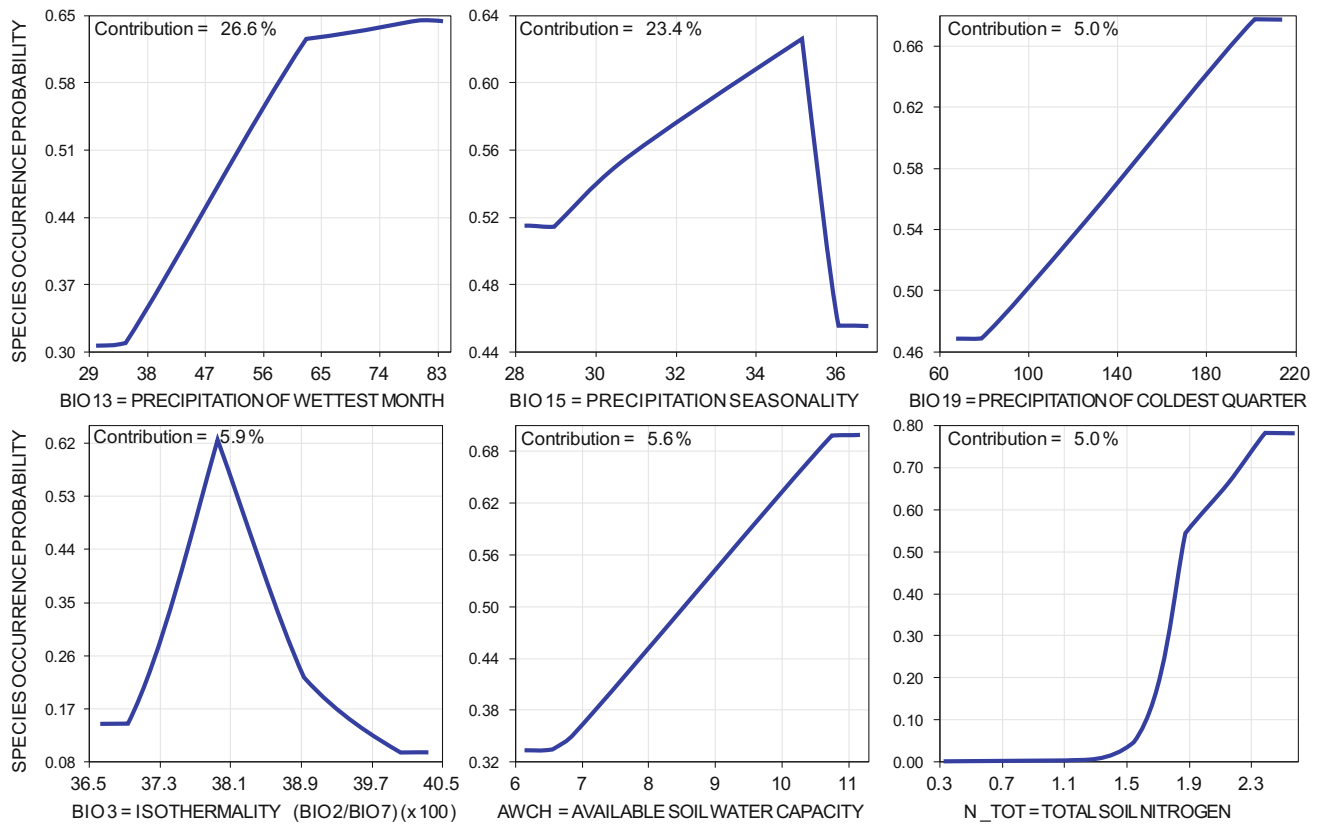 SPECIES OCCURRENCE PROBABILITY
Contribution = 26.6 %
0.65
0.58
0.51
0.44
0.37
0.30
29 38 47 56 65 74 83
BIO 13 = PRECIPITATION OF WETTEST MONTH
Contribution = 23.4 %
0.64
0.60
0.56
0.52
0.48
0.44
28 30 32 32 34 36
BIO 15 = PRECIPITATION SEASONALITY
Contribution = 5.0 %
0.66
0.62
0.58
0.54
0.50
0.46
60 100 140 180 220
BIO 19 = PRECIPITATION OF COLDEST QUARTER
SPECIES OCCURRENCE PROBABILITY
Contribution = 5.9 %
0.62
0.53
0.44
0.35
0.26
0.17
0.08
36.5 37.3 38.1 38.9 39.7 40.5
BIO 3 = ISOTHERMALITY (BIO2/BIO7) (x 100)
Contribution = 5.6 %
0.68
0.62
0.56
0.50
0.44
0.38
0.32
6 7 8 9 10 11
AWCH = AVAILABLE SOIL WATER CAPACITY
Contribution = 5.0 %
0.80
0.70
0.60
0.50
0.40
0.30
0.20
0.10
0.00
0.3 0.7 1.1 1.5 1.9 2.3
N_TOT = TOTAL SOIL NITROGEN